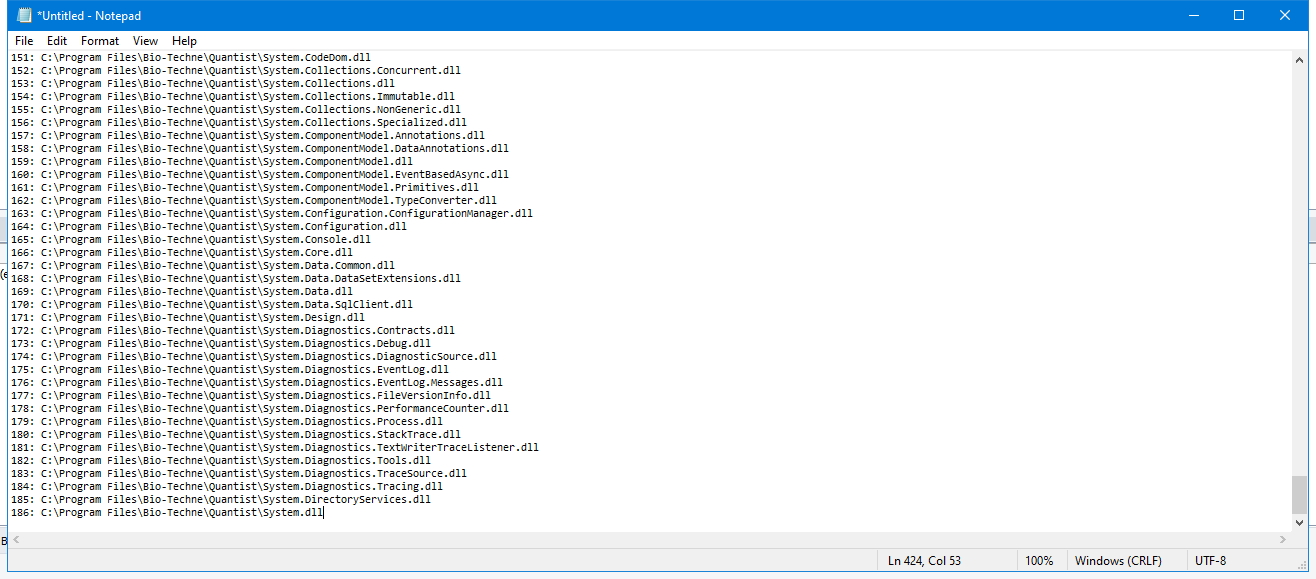 *Untitled - Notepad
File Edit Format View Help
151: C:\Program Files\Bio-Techne\Quantist\System.CodeDom.dll
152: C:\Program Files\Bio-Techne\Quantist\System.Collections.Concurrent.dll
153: C:\Program Files\Bio-Techne\Quantist\System.Collections.dll
154: C:\Program Files\Bio-Techne\Quantist\System.Collections.Immutable.dll
155: C:\Program Files\Bio-Techne\Quantist\System.Collections.NonGeneric.dll
156: C:\Program Files\Bio-Techne\Quantist\System.Collections.Specialized.dll
157: C:\Program Files\Bio-Techne\Quantist\System.ComponentModel.Annotations.dll
158: C:\Program Files\Bio-Techne\Quantist\System.ComponentModel.DataAnnotations.dll
159: C:\Program Files\Bio-Techne\Quantist\System.ComponentModel.dll
160: C:\Program Files\Bio-Techne\Quantist\System.ComponentModel.EventBasedAsync.dll
161: C:\Program Files\Bio-Techne\Quantist\System.ComponentModel.Primitives.dll
162: C:\Program Files\Bio-Techne\Quantist\System.ComponentModel.TypeConverter.dll
163: C:\Program Files\Bio-Techne\Quantist\System.Configuration.ConfigurationManager.dll
164: C:\Program Files\Bio-Techne\Quantist\System.Configuration.dll
165: C:\Program Files\Bio-Techne\Quantist\System.Console.dll
166: C:\Program Files\Bio-Techne\Quantist\System.Core.dll
167: C:\Program Files\Bio-Techne\Quantist\System.Data.Common.dll
168: C:\Program Files\Bio-Techne\Quantist\System.Data.DataSetExtensions.dll
169: C:\Program Files\Bio-Techne\Quantist\System.Data.dll
170: C:\Program Files\Bio-Techne\Quantist\System.Data.SqlClient.dll
171: C:\Program Files\Bio-Techne\Quantist\System.Design.dll
172: C:\Program Files\Bio-Techne\Quantist\System.Diagnostics.Contracts.dll
173: C:\Program Files\Bio-Techne\Quantist\System.Diagnostics.Debug.dll
174: C:\Program Files\Bio-Techne\Quantist\System.Diagnostics.DiagnosticSource.dll
175: C:\Program Files\Bio-Techne\Quantist\System.Diagnostics.EventLog.dll
176: C:\Program Files\Bio-Techne\Quantist\System.Diagnostics.EventLog.Messages.dll
177: C:\Program Files\Bio-Techne\Quantist\System.Diagnostics.FileVersionInfo.dll
178: C:\Program Files\Bio-Techne\Quantist\System.Diagnostics.PerformanceCounter.dll
179: C:\Program Files\Bio-Techne\Quantist\System.Diagnostics.Process.dll
180: C:\Program Files\Bio-Techne\Quantist\System.Diagnostics.StackTrace.dll
181: C:\Program Files\Bio-Techne\Quantist\System.Diagnostics.TextWriterTraceListener.dll
182: C:\Program Files\Bio-Techne\Quantist\System.Diagnostics.Tools.dll
183: C:\Program Files\Bio-Techne\Quantist\System.Diagnostics.TraceSource.dll
184: C:\Program Files\Bio-Techne\Quantist\System.Diagnostics.Tracing.dll
185: C:\Program Files\Bio-Techne\Quantist\System.DirectoryServices.dll
186: C:\Program Files\Bio-Techne\Quantist\System.dll
Ln 424, Col 53 100% Windows (CRLF) UTF-8